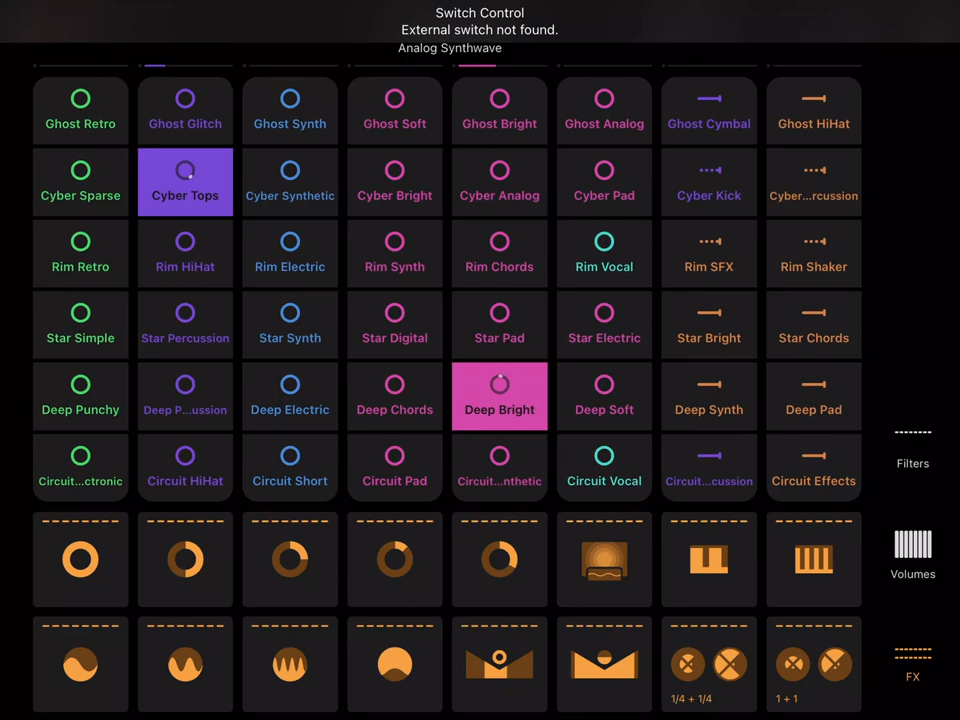 Switch Control
External switch not found.
Analog Synthwave
Ghost Retro
Ghost Glitch
Ghost Synth
Ghost Soft
Ghost Bright
Ghost Analog
Ghost Cymbal
Ghost HiHat
Cyber Sparse
Cyber Tops
Cyber Synthetic
Cyber Bright
Cyber Analog
Cyber Pad
Cyber Kick
Cyber...rcussion
Rim Retro
Rim HiHat
Rim Electric
Rim Synth
Rim Chords
Rim Vocal
Rim SFX
Rim Shaker
Star Simple
Star Percussion
Star Synth
Star Digital
Star Pad
Star Electric
Star Bright
Star Chords
Deep Punchy
Deep P...ussion
Deep Electric
Deep Chords
Deep Bright
Deep Soft
Deep Synth
Deep Pad
Circuit...ctronic
Circuit HiHat
Circuit Short
Circuit Pad
Circuit...nthetic
Circuit Vocal
Circuit...cussion
Circuit Effects
Filters
Volumes
1/4 + 1/4
1 + 1
FX